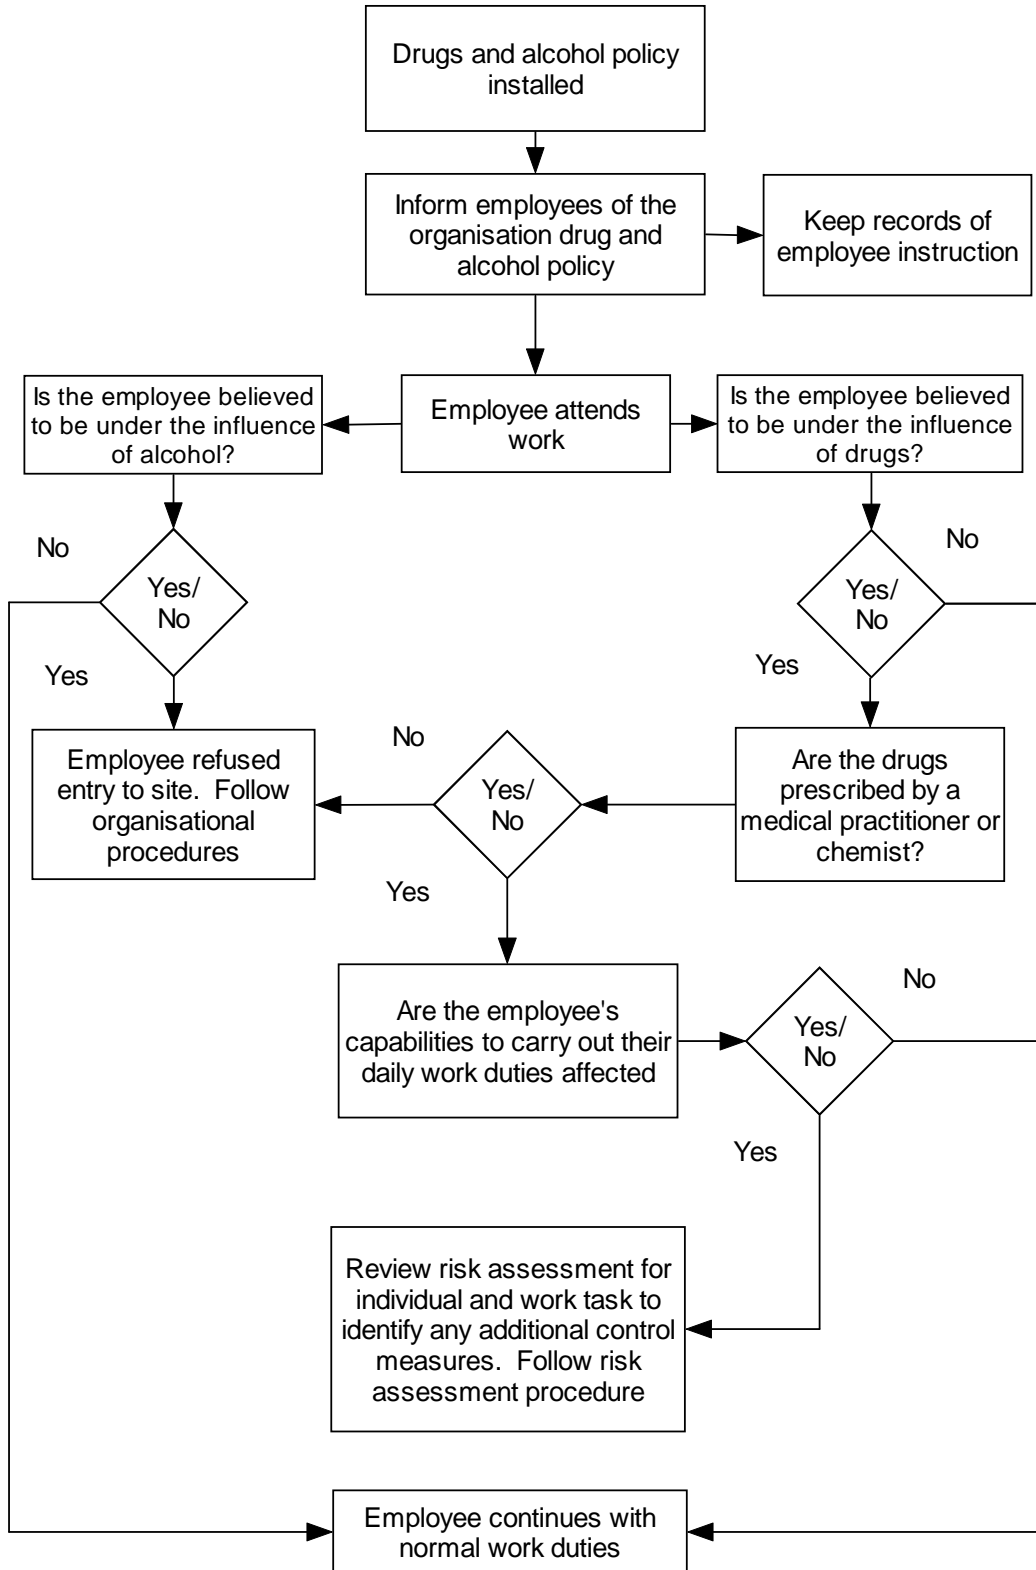 Drugs and alcohol policy
installed
Inform employees of the
organisation drug and
alcohol policy
Keep records of
employee instruction
Is the employee believed
to be under the influence
of alcohol?
Employee attends
work
Is the employee believed
to be under the influence
of drugs?
No
Yes/
No
Yes
No
Yes/
No
Yes
Employee refused
entry to site.  Follow
organisational
procedures
No
Yes/
No
Yes
Are the drugs
prescribed by a
medical practitioner or
chemist?
Are the employee's
capabilities to carry out their
daily work duties affected
No
Yes/
No
Yes
Review risk assessment for
individual and work task to
identify any additional control
measures.  Follow risk
assessment procedure
Employee continues with
normal work duties